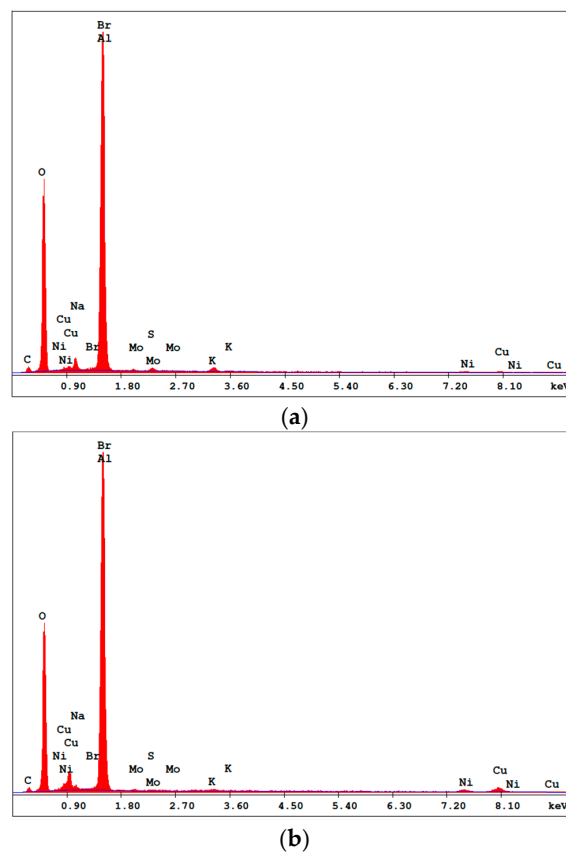 Br
Al
O
Na
Cu
S
Cu
Ni Br Mo Mo K
Cu
C Ni Mo K Ni Ni Cu
0.90 1.80 2.70 3.60 4.50 5.40 6.30 7.20 8.10 keV
(a)
Br
Al
O
Na
Cu
Cu
Ni Br S
Mo Mo K Cu
C Ni Mo K Ni Ni Cu
0.90 1.80 2.70 3.60 4.50 5.40 6.30 7.20 8.10 keV
(b)